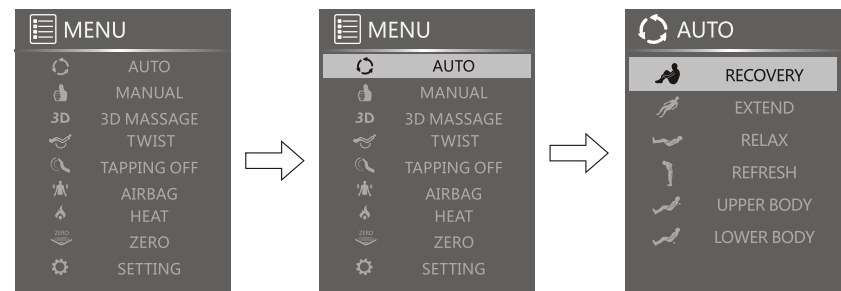 MENU
AUTO
MANUAL
3D 3D MASSAGE
TWIST
TAPPING OFF
AIRBAG
HEAT
ZERO ZERO
SETTING
MENU
AUTO
MANUAL
3D 3D MASSAGE
TWIST
TAPPING OFF
AIRBAG
HEAT
ZERO ZERO
SETTING
AUTO
RECOVERY
EXTEND
RELAX
REFRESH
UPPER BODY
LOWER BODY